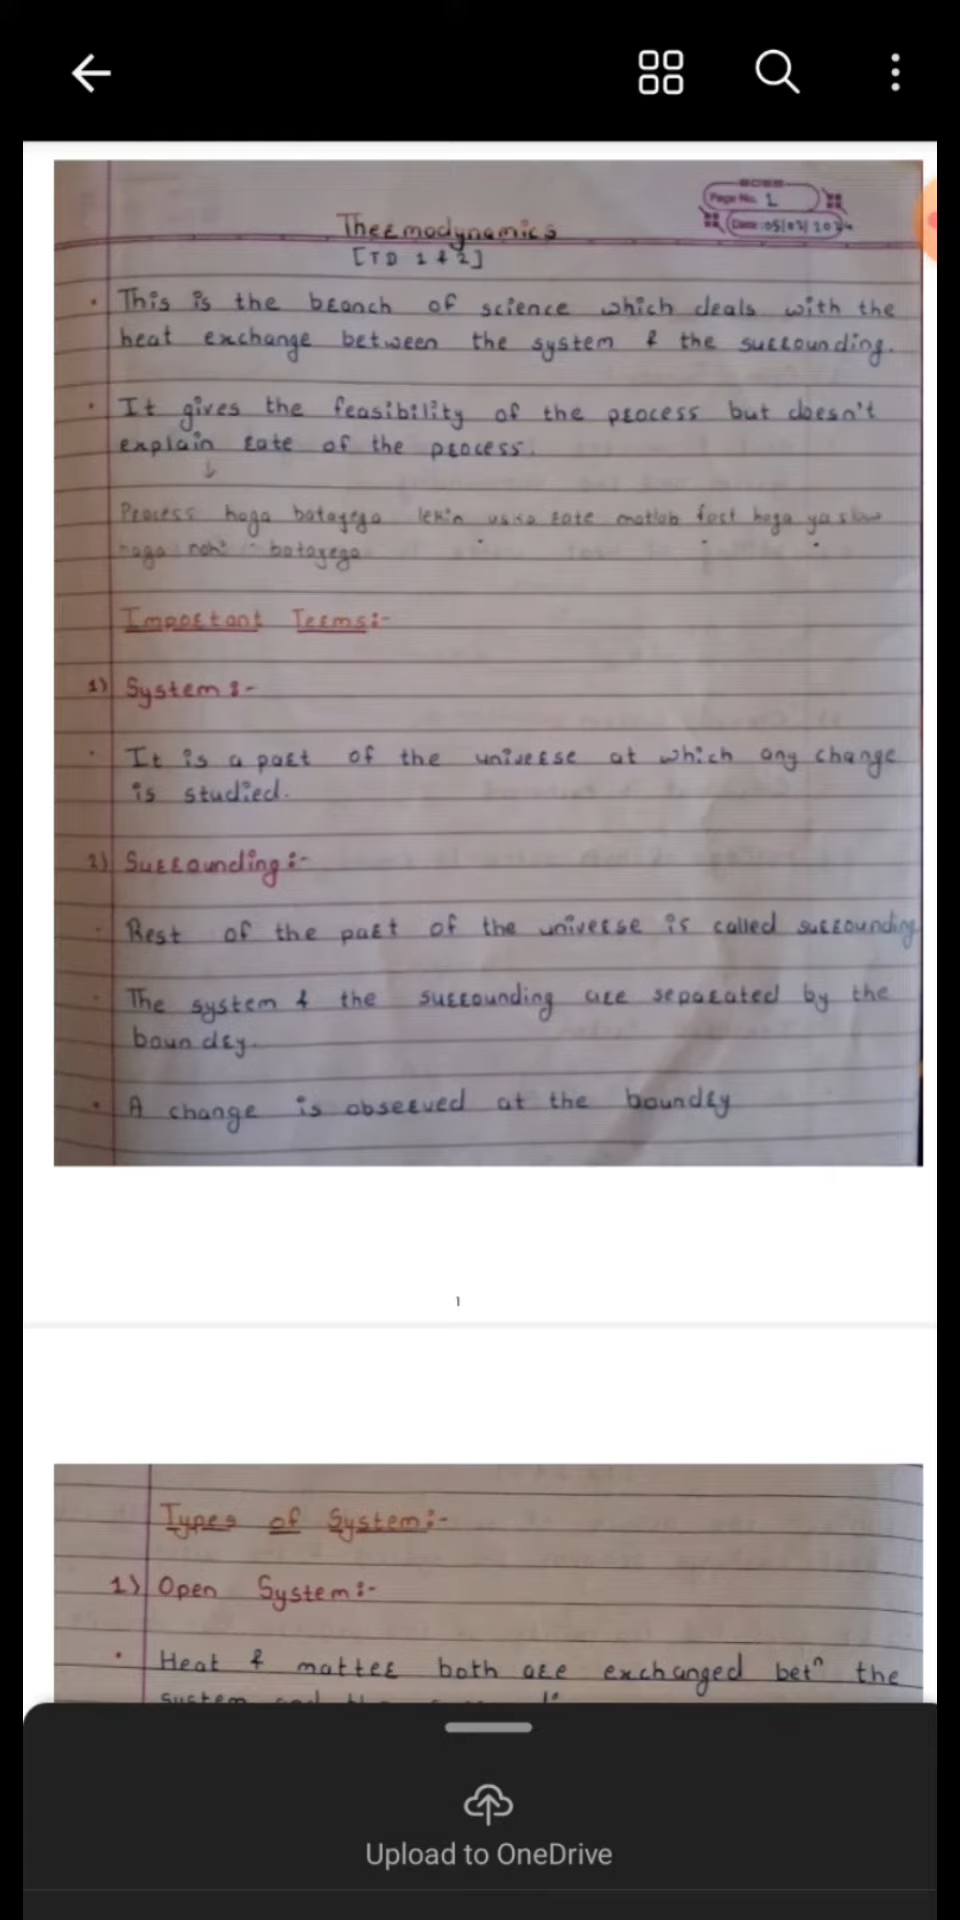 Thermodynamics
[TD 1 & 2]
Page No. 1
Date: 05/02/2024
• This is the branch of science which deals with the
heat exchange between the system & the surrounding.
• It gives the feasibility of the process but doesn't
explain rate of the process.
↓
Process hoga batayega lekin uska rate matlab fast hoga ya slow
hoga nahi batayega
Important Terms:-
1) System:-
• It is a part of the universe at which any change
is studied.
2) Surrounding:-
• Rest of the part of the universe is called surrounding
• The system & the surrounding are separated by the
boundry.
• A change is observed at the boundry
1
Types of System:-
1) Open System:-
• Heat & matter both are exchanged betn the
system and the
Upload to OneDrive